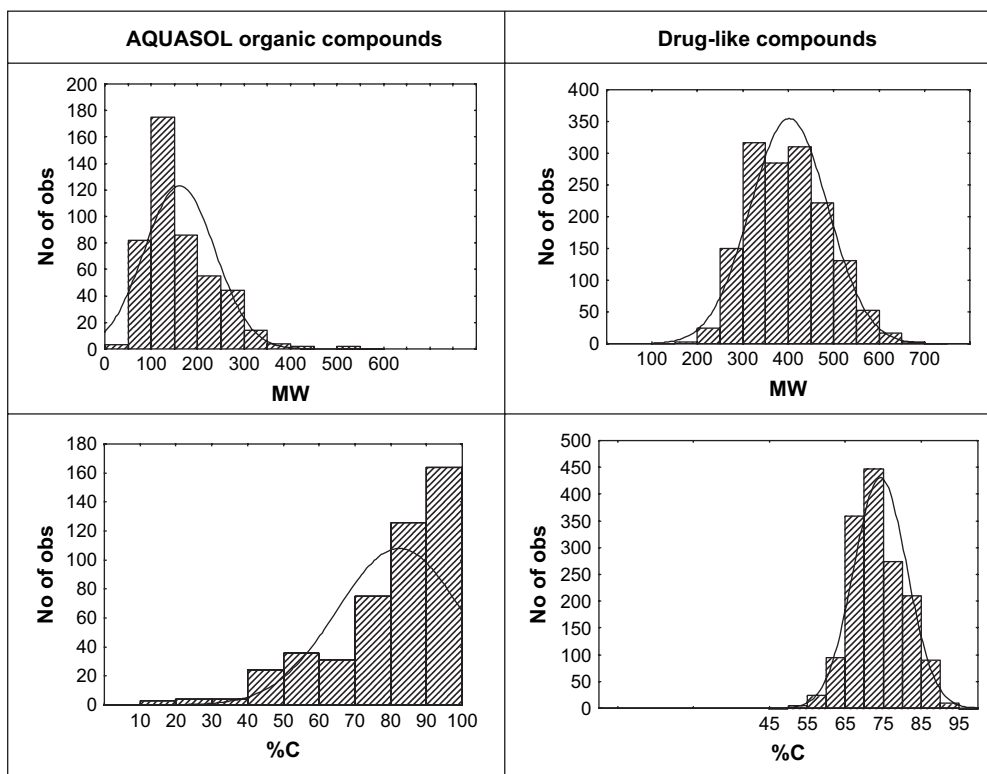 AQUASOL organic compounds
Drug-like compounds
No of obs
200
180
160
140
120
100
80
60
40
20
0
0 100 200 300 400 500 600
MW
No of obs
400
350
300
250
200
150
100
50
0
100 200 300 400 500 600 700
MW
No of obs
180
160
140
120
100
80
60
40
20
0
10 20 30 40 50 60 70 80 90 100
%C
No of obs
500
450
400
350
300
250
200
150
100
50
0
45 55 65 75 85 95
%C